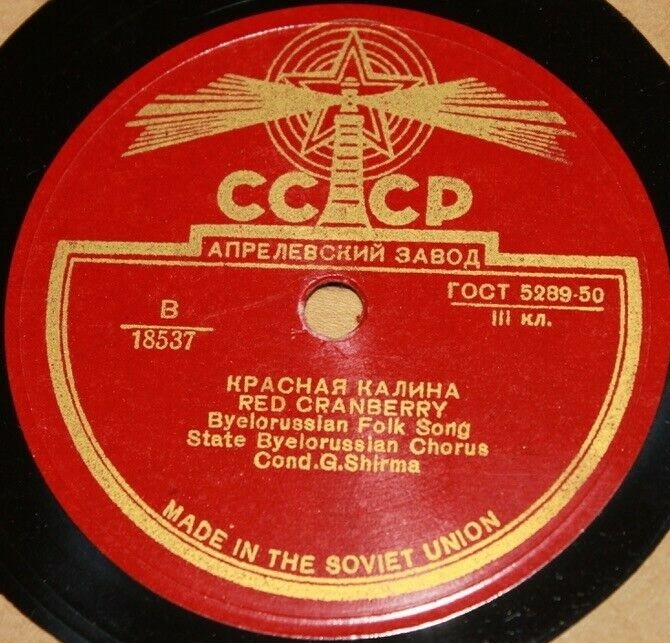 СССР
АПРЕЛЕВСКИЙ ЗАВОД
В
18537
ГОСТ 5289-50
III кл.
КРАСНАЯ КАЛИНА
RED CRANBERRY
Byelorussian Folk Song
State Byelorussian Chorus
Cond.G.Shirma
MADE IN THE SOVIET UNION